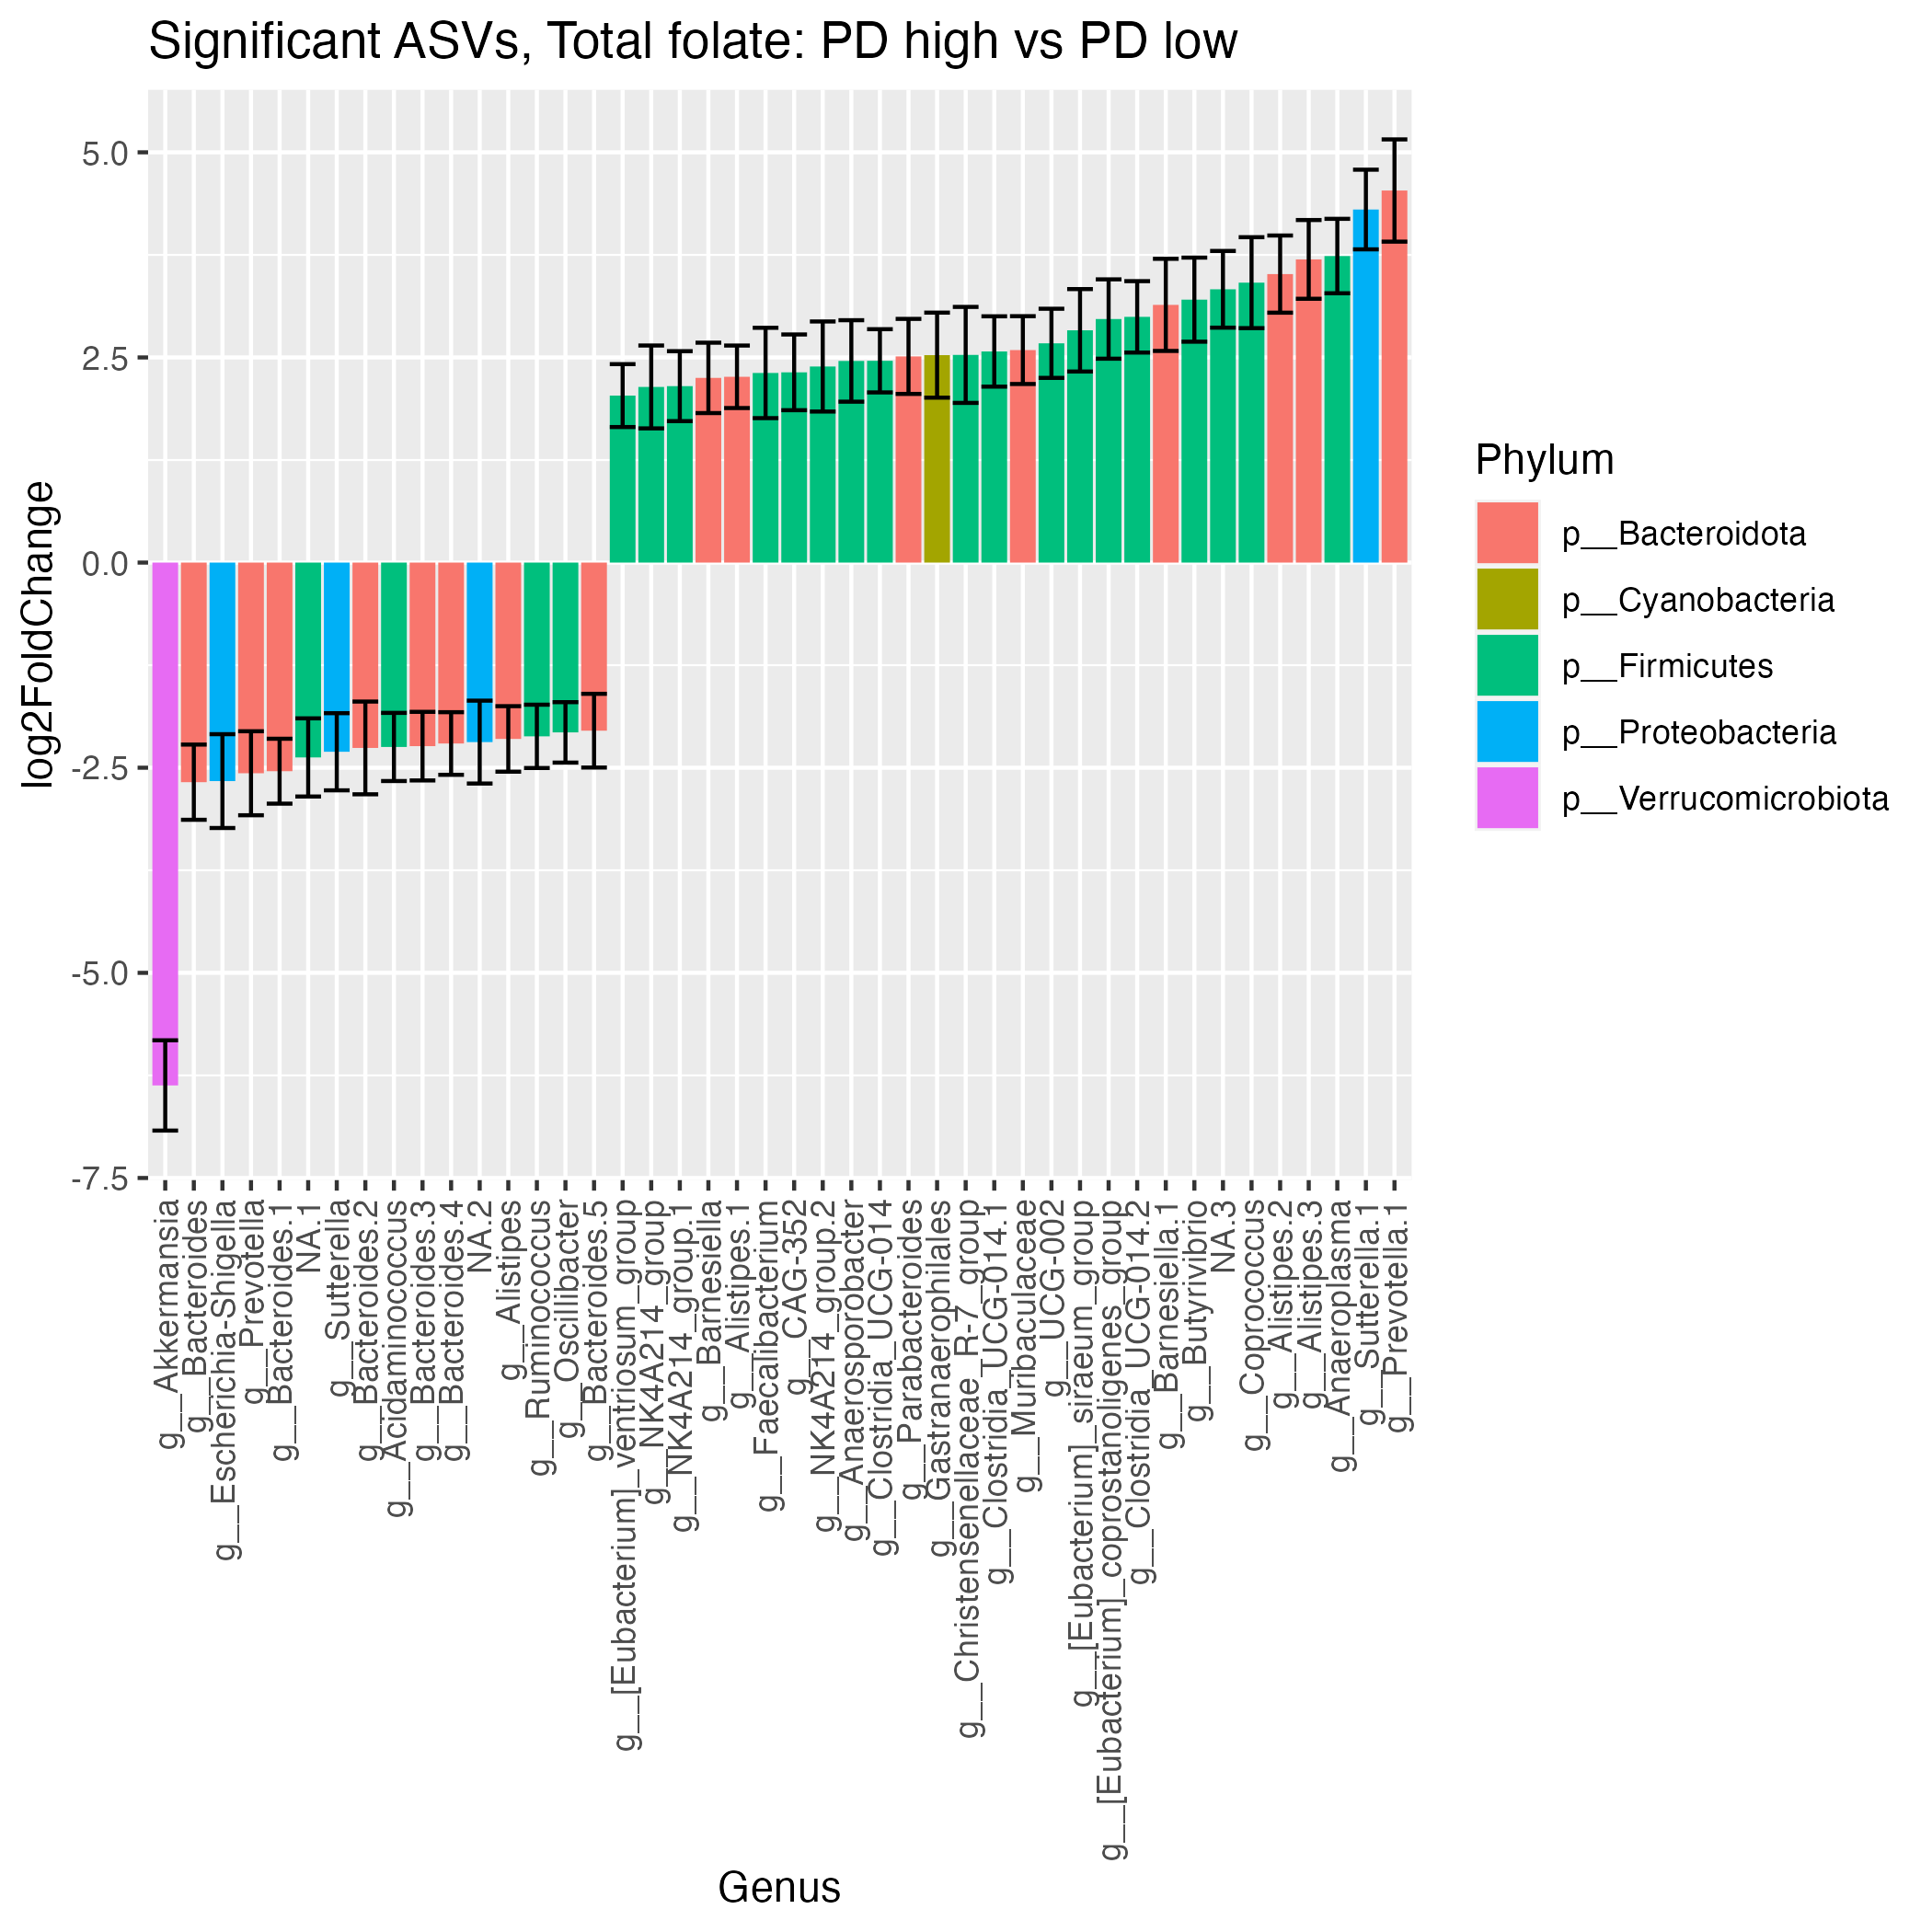 Significant ASVs, Total folate: PD high vs PD low
log2FoldChange
5.0
2.5
0.0
-2.5
-5.0
-7.5
g__Akkermansia
g__Bacteroides
g__Escherichia-Shigella
g__Prevotella
g__Bacteroides.1
NA.1
g__Sutterella
g__Bacteroides.2
g__Acidaminococcus
g__Bacteroides.3
g__Bacteroides.4
NA.2
g__Alistipes
g__Ruminococcus
g__Oscillibacter
g__Bacteroides.5
g__[Eubacterium]_ventriosum_group
g__NK4A214_group
g__NK4A214_group.1
g__Barnesiella
g__Alistipes.1
g__Faecalibacterium
g__CAG-352
g__NK4A214_group.2
g__Anaerosporobacter
g__Clostridia_UCG-014
g__Parabacteroides
g__Gastranaerophilales
g__Christensenellaceae_R-7_group
g__Clostridia_UCG-014.1
g__Muribaculaceae
g__UCG-002
g__[Eubacterium]_siraeum_group
g__[Eubacterium]_coprostanoligenes_group
g__Clostridia_UCG-014.2
g__Barnesiella.1
g__Butyrivibrio
NA.3
g__Coprococcus
g__Alistipes.2
g__Alistipes.3
g__Anaeroplasma
g__Sutterella.1
g__Prevotella.1
Genus
Phylum
p__Bacteroidota
p__Cyanobacteria
p__Firmicutes
p__Proteobacteria
p__Verrucomicrobiota